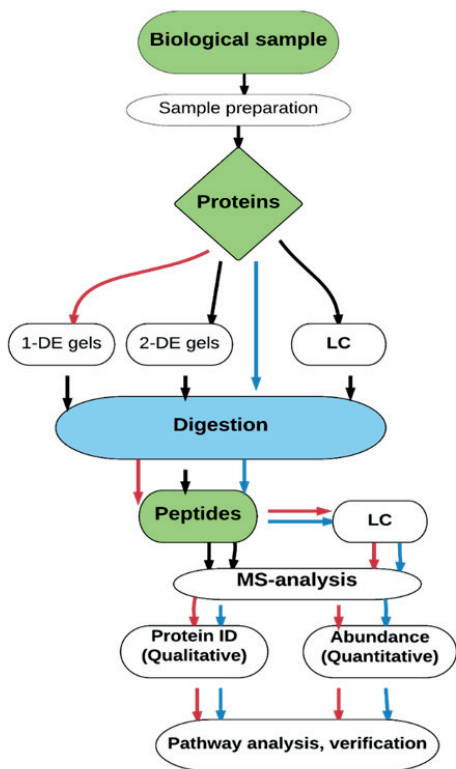 Biological sample
Sample preparation
Proteins
1-DE gels
2-DE gels
LC
Digestion
Peptides
LC
MS-analysis
Protein ID
(Qualitative)
Abundance
(Quantitative)
Pathway analysis, verification